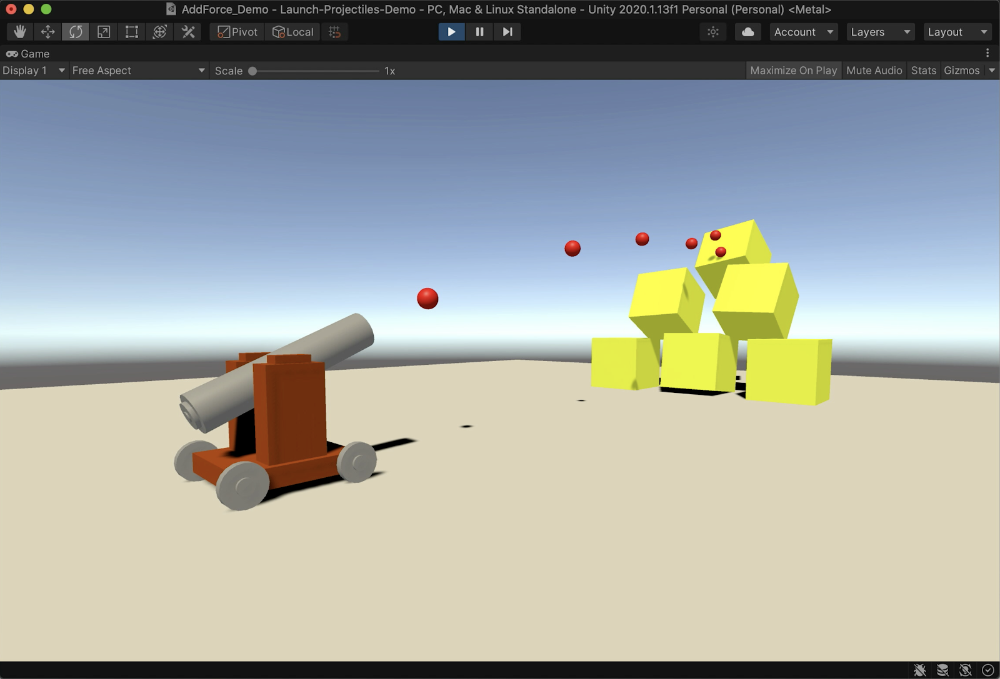 AddForce_Demo - Launch-Projectiles-Demo - PC, Mac & Linux Standalone - Unity 2020.1.13f1 Personal (Personal) <Metal>
Pivot Local Account Layers Layout
Game
Display 1 Free Aspect Scale 1x Maximize On Play Mute Audio Stats Gizmos